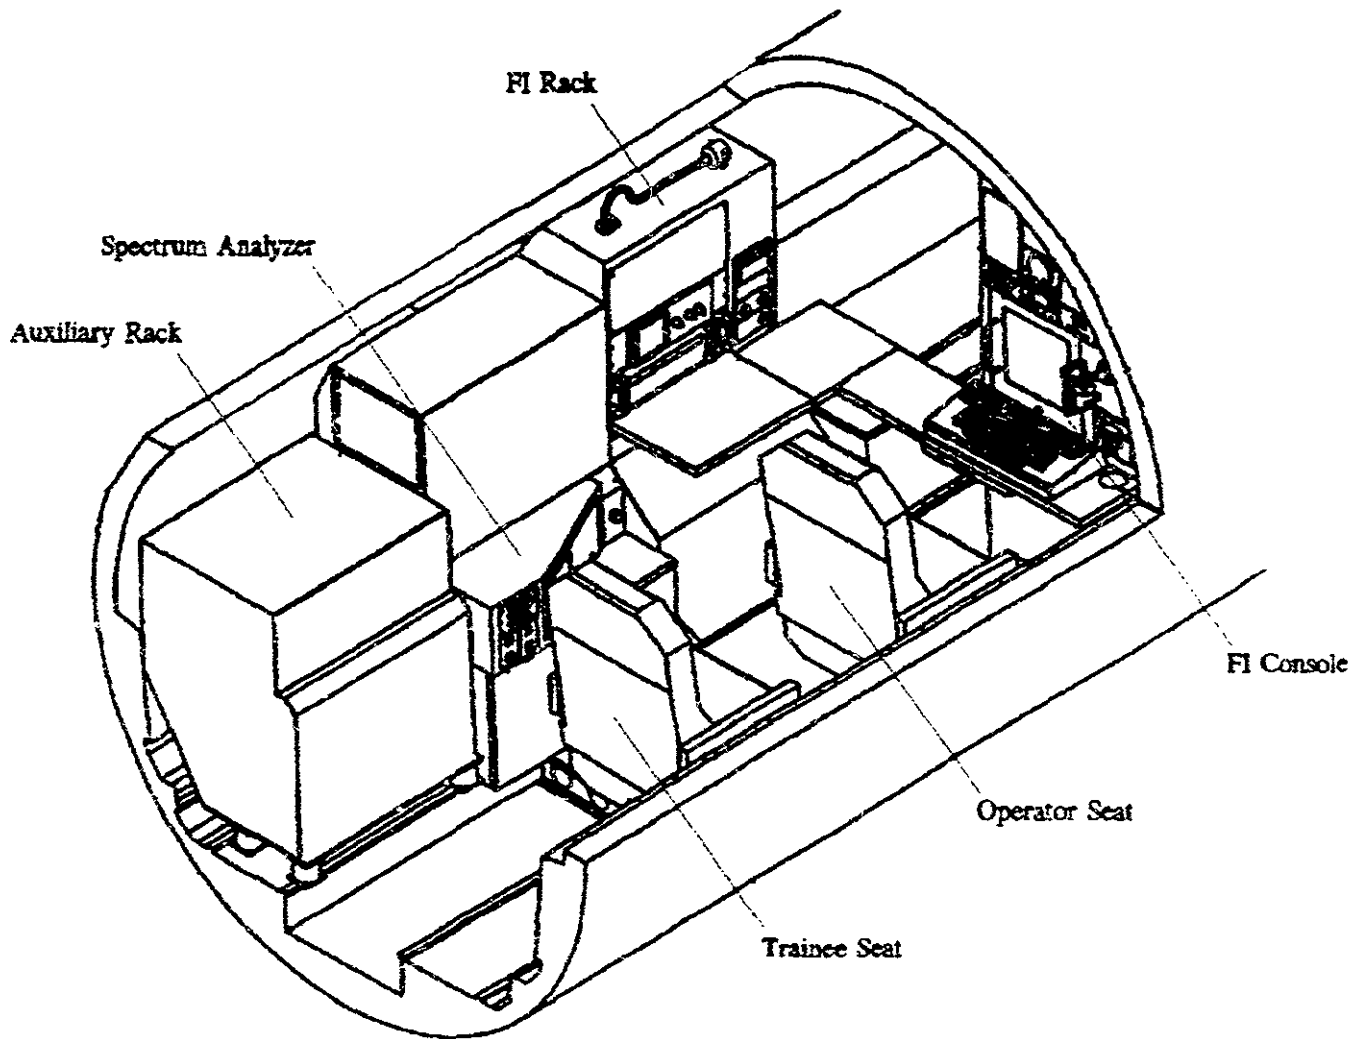 FI Rack
Spectrum Analyzer
Auxiliary Rack
FI Console
Operator Seat
Trainee Seat